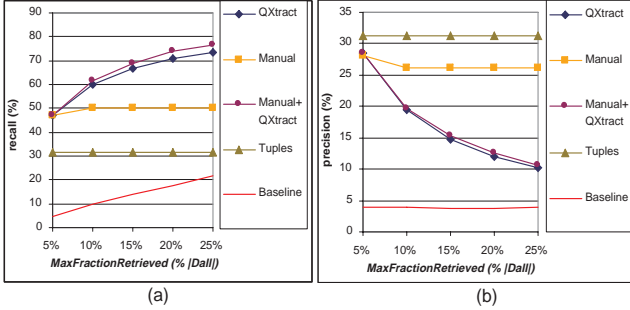 90
80
70
60
50
40
30
20
10
0
recall (%)
5% 10% 15% 20% 25%
MaxFractionRetrieved (% |Dall|)
QXtract
Manual
Manual+
QXtract
Tuples
Baseline
(a)
35
30
25
20
15
10
5
0
precision (%)
5% 10% 15% 20% 25%
MaxFractionRetrieved (% |Dall|)
QXtract
Manual
Manual+
QXtract
Tuples
Baseline
(b)